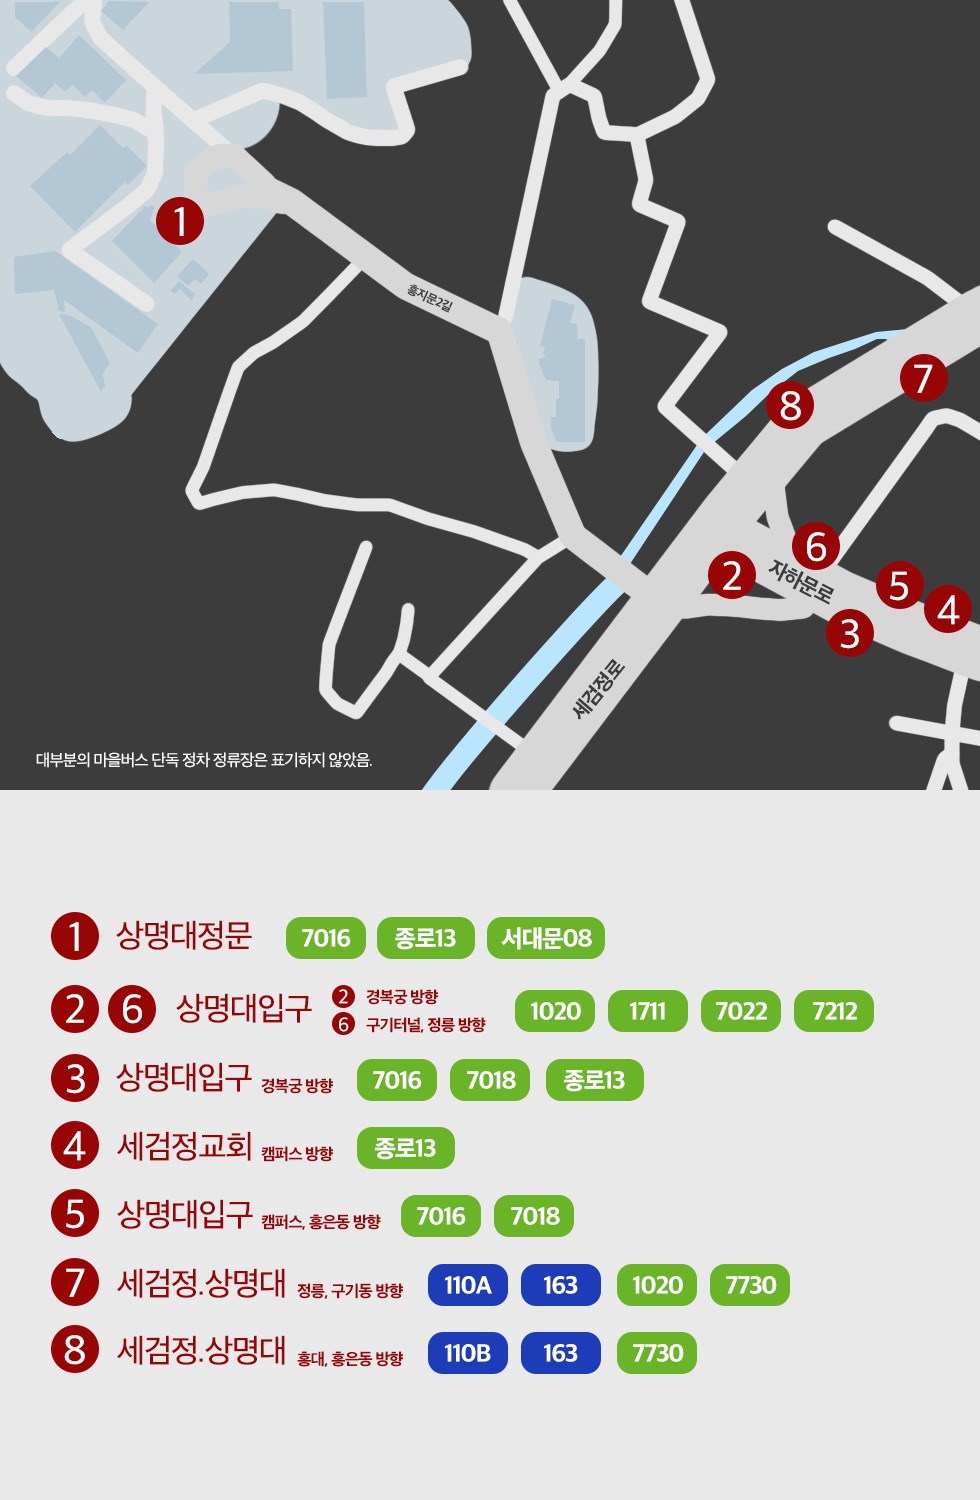 1
홍지문2길
7
8
6
자하문로
2
5
4
3
세검정로
대부분의 마을버스 단독 정차 정류장은 표기하지 않았음.
1 상명대정문 7016 종로13 서대문08
2 6 상명대입구 2 경복궁 방향 1020 1711 7022 7212
6 구기터널, 정릉 방향
3 상명대입구 경복궁 방향 7016 7018 종로13
4 세검정교회 캠퍼스 방향 종로13
5 상명대입구 캠퍼스, 홍은동 방향 7016 7018
7 세검정.상명대 정릉, 구기동 방향 110A 163 1020 7730
8 세검정.상명대 홍대, 홍은동 방향 110B 163 7730